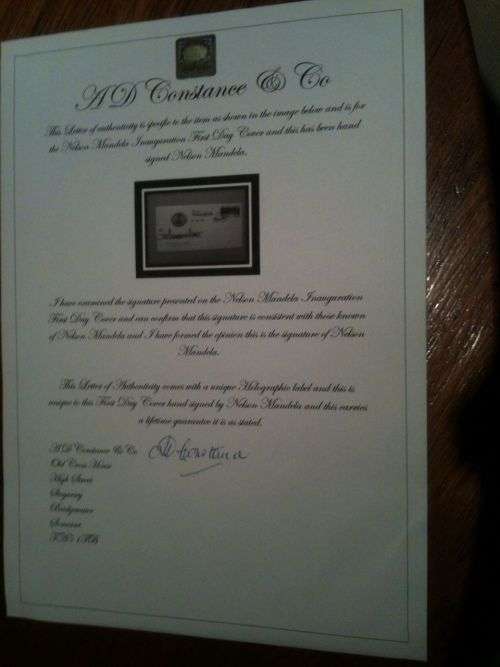 A D Constance & Co
This Letter of authenticity is specific to the item as shown in the image below and is for
the Nelson Mandela Inauguration First Day Cover and this has been hand
signed Nelson Mandela.
I have examined the signature presented on the Nelson Mandela Inauguration
First Day Cover and can confirm that this signature is consistent with those known
of Nelson Mandela and I have formed the opinion this is the signature of Nelson
Mandela.
This Letter of Authenticity comes with a unique Holographic label and this is
unique to this First Day Cover hand signed by Nelson Mandela and this carries
a lifetime guarantee it is as stated.
A D Constance & Co
Old Cross House
High Street
Stogursey
Bridgwater
Somerset